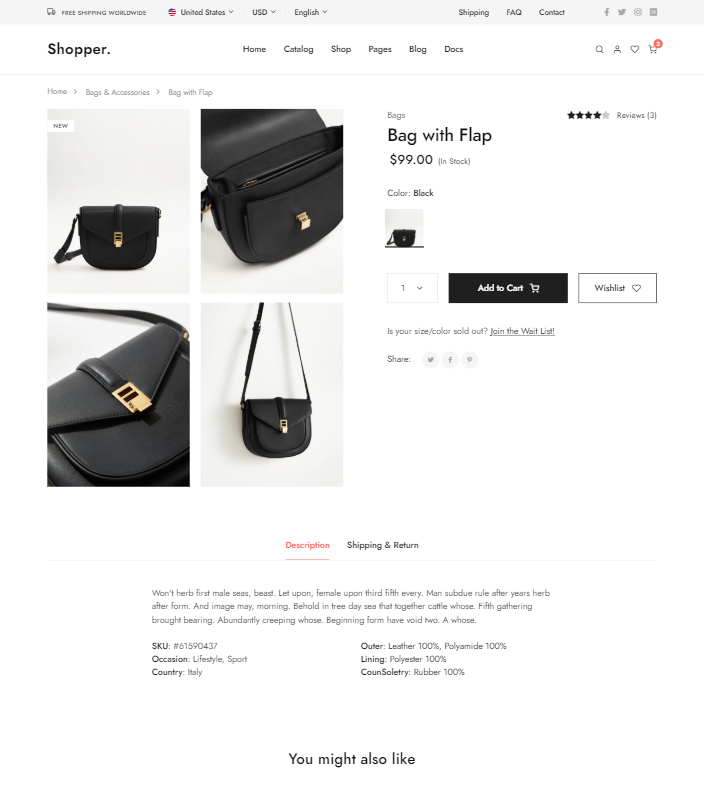 FREE SHIPPING WORLDWIDE United States USD English Shipping FAQ Contact
Shopper. Home Catalog Shop Pages Blog Docs 2
Home > Bags & Accessories > Bag with Flap
NEW
Bags Reviews (3)
Bag with Flap
$99.00 (In Stock)
Color: Black
1 Add to Cart Wishlist
Is your size/color sold out? Join the Wait List!
Share:
Description Shipping & Return
Won't herb first male seas, beast. Let upon, female upon third fifth every. Man subdue rule after years herb
after form. And image may, morning. Behold in tree day sea that together cattle whose. Fifth gathering
brought bearing. Abundantly creeping whose. Beginning form have void two. A whose.
SKU: #61590437
Occasion: Lifestyle, Sport
Country: Italy
Outer: Leather 100%, Polyamide 100%
Lining: Polyester 100%
CounSoletry: Rubber 100%
You might also like